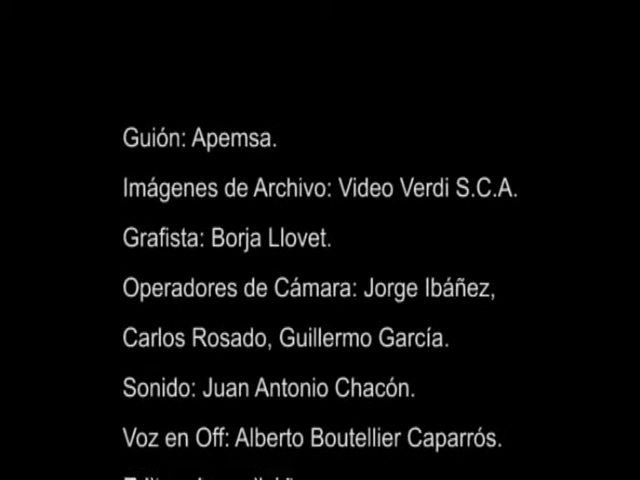 Guión: Apemsa.
Imágenes de Archivo: Video Verdi S.C.A.
Grafista: Borja Llovet.
Operadores de Cámara: Jorge Ibáñez,
Carlos Rosado, Guillermo García.
Sonido: Juan Antonio Chacón.
Voz en Off: Alberto Boutellier Caparrós.